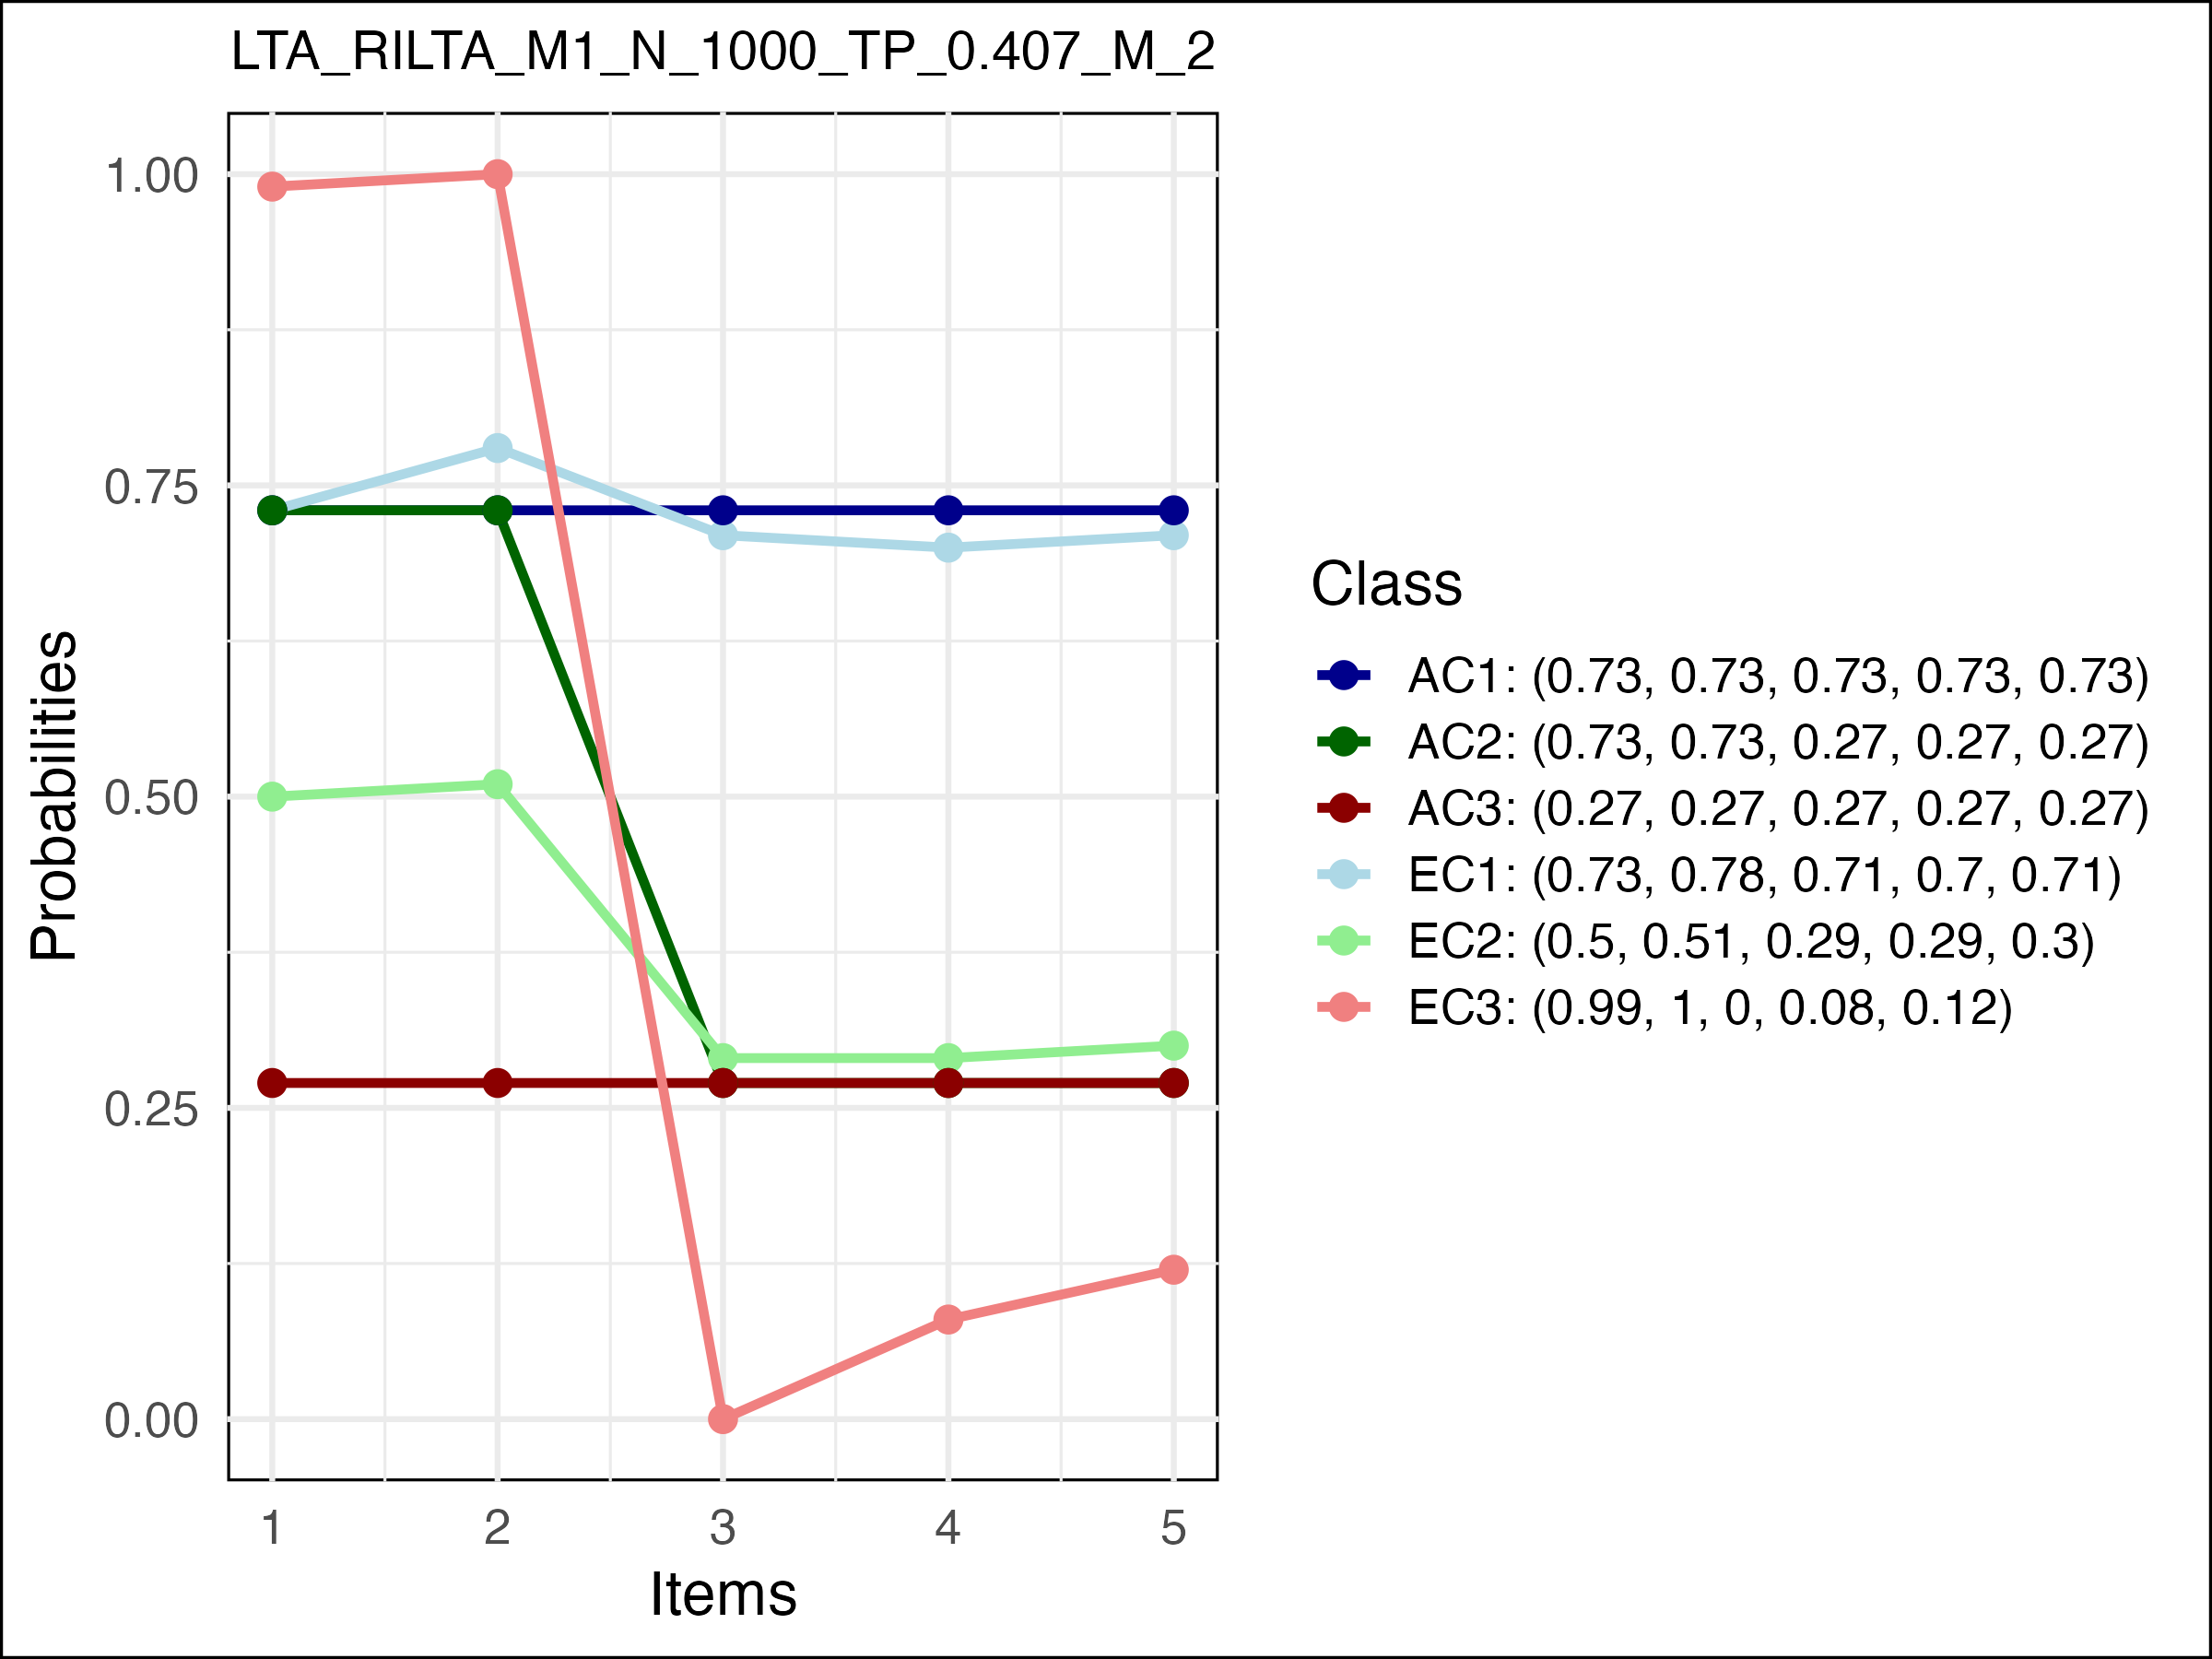 LTA_RILTA_M1_N_1000_TP_0.407_M_2
1.00
0.75
0.50
0.25
0.00
Probabilities
1 2 3 4 5
Items
Class
AC1: (0.73, 0.73, 0.73, 0.73, 0.73)
AC2: (0.73, 0.73, 0.27, 0.27, 0.27)
AC3: (0.27, 0.27, 0.27, 0.27, 0.27)
EC1: (0.73, 0.78, 0.71, 0.7, 0.71)
EC2: (0.5, 0.51, 0.29, 0.29, 0.3)
EC3: (0.99, 1, 0, 0.08, 0.12)